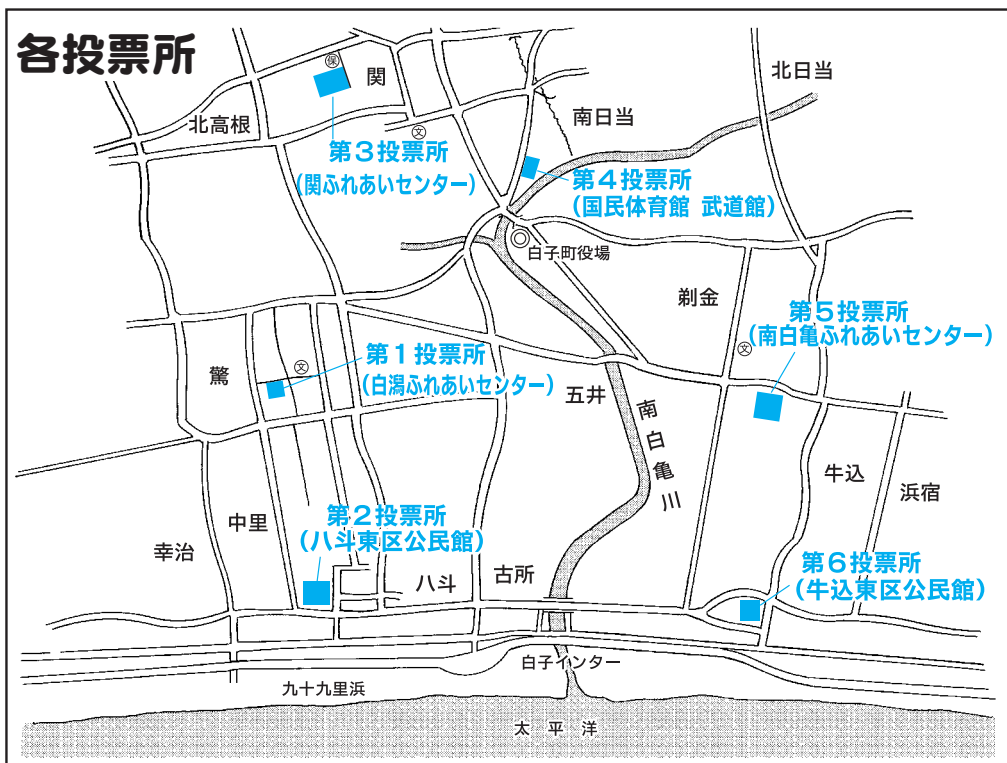 各投票所
北日当
㋭
関
南日当
北高根
文
第3投票所
(関ふれあいセンター)
第4投票所
(国民体育館 武道館)
白子町役場
剃金
第5投票所
(南白亀ふれあいセンター)
文
第1投票所
(白潟ふれあいセンター)
文
驚
五井
南白亀川
牛込
浜宿
中里
第2投票所
(八斗東区公民館)
幸治
八斗
古所
第6投票所
(牛込東区公民館)
白子インター
九十九里浜
太平洋